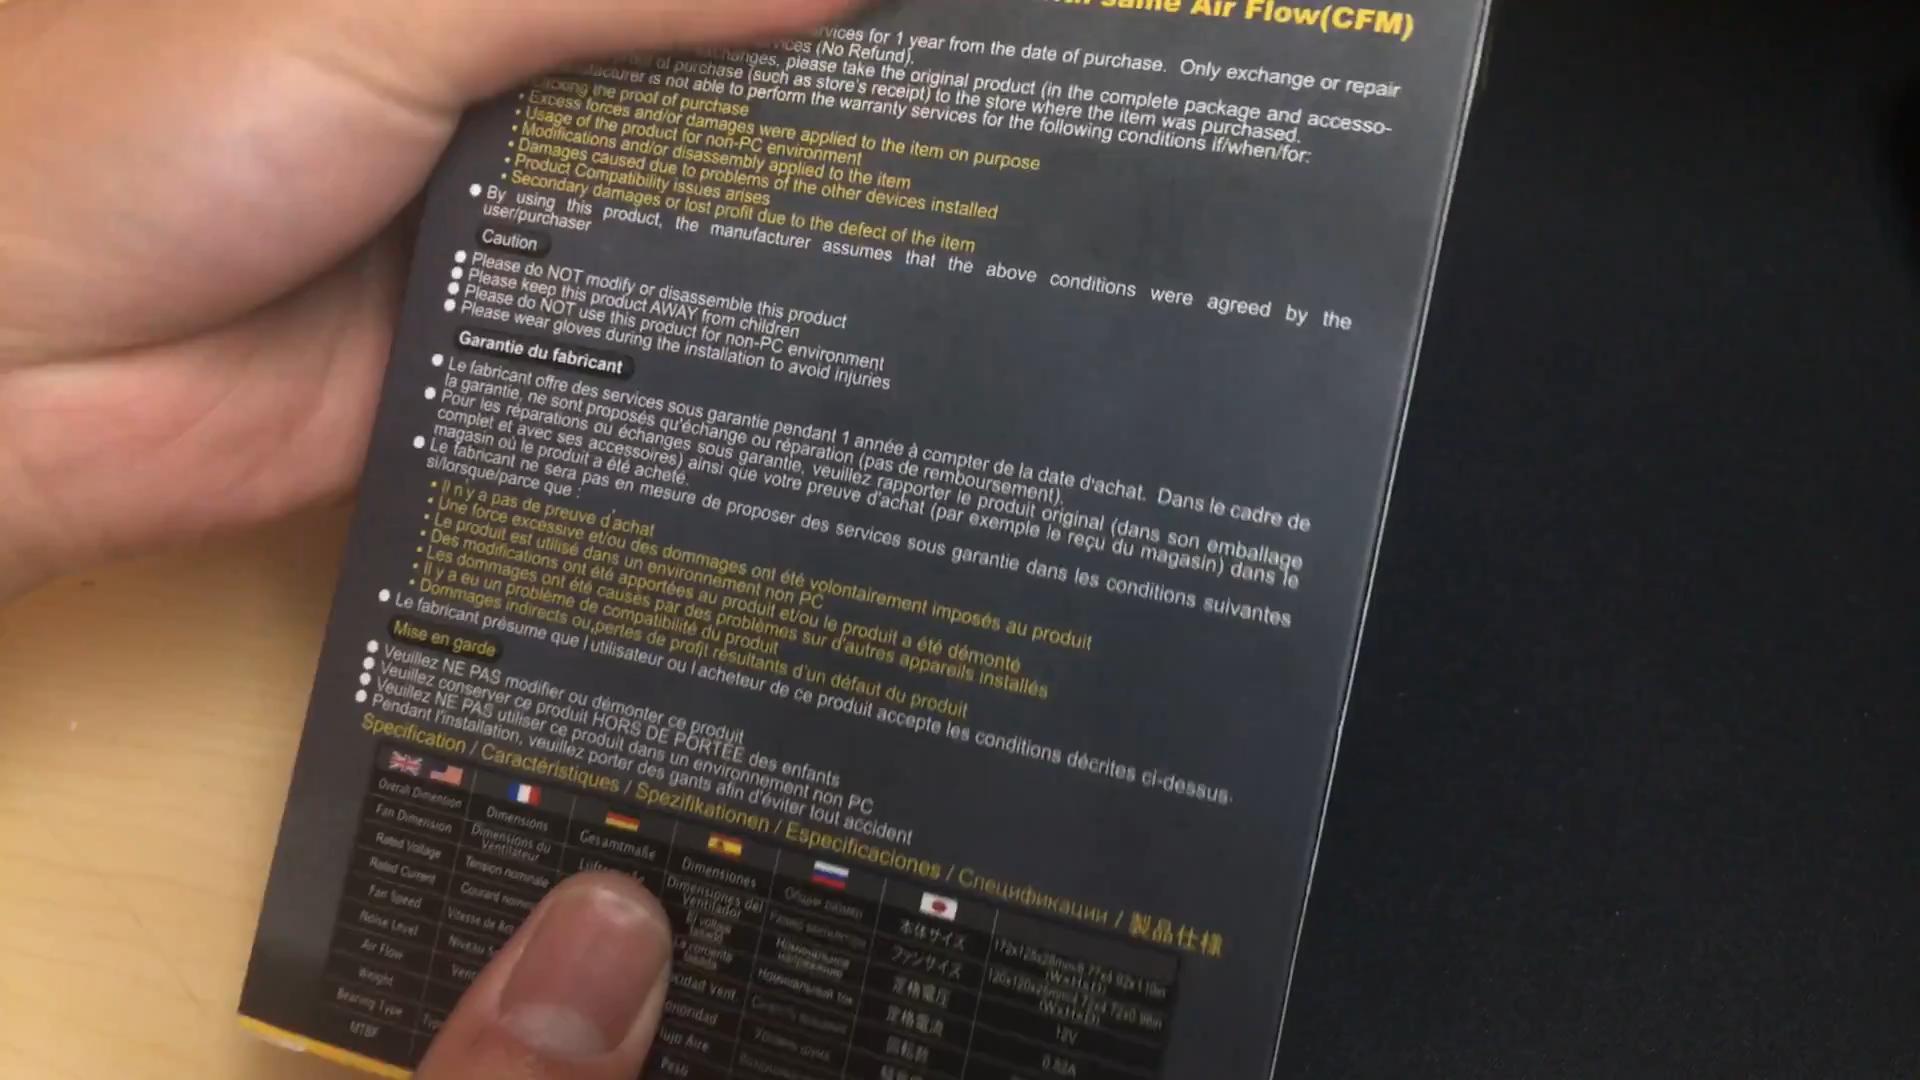 same Air Flow(CFM)
services for 1 year from the date of purchase. Only exchange or repair
(No Refund).
please take the original product (in the complete package and accesso-
of purchase (such as store's receipt) to the store where the item was purchased.
is not able to perform the warranty services for the following conditions if/when/for:
the proof of purchase
• Excess forces and/or damages were applied to the item on purpose
• Usage of the product for non-PC environment
• Modifications and/or disassembly applied to the item
• Damages caused due to problems of the other devices installed
• Product Compatibility issues arises
• Secondary damages or lost profit due to the defect of the item
● By using this product, the manufacturer assumes that the above conditions were agreed by the
user/purchaser
Caution
● Please do NOT modify or disassemble this product
● Please keep this product AWAY from children
● Please do NOT use this product for non-PC environment
● Please wear gloves during the installation to avoid injuries
Garantie du fabricant
● Le fabricant offre des services sous garantie pendant 1 année à compter de la date d'achat. Dans le cadre de
la garantie, ne sont proposés qu'échange ou réparation (pas de remboursement).
● Pour les réparations ou échanges sous garantie, veuillez rapporter le produit original (dans son emballage
complet et avec ses accessoires) ainsi que votre preuve d'achat (par exemple le reçu du magasin) dans le
magasin où le produit a été acheté.
● Le fabricant ne sera pas en mesure de proposer des services sous garantie dans les conditions suivantes
si/lorsque/parce que :
• Il n'y a pas de preuve d'achat
• Une force excessive et/ou des dommages ont été volontairement imposés au produit
• Le produit est utilisé dans un environnement non PC
• Des modifications ont été apportées au produit et/ou le produit a été démonté
• Les dommages ont été causés par des problèmes sur d'autres appareils installés
• Il y a eu un problème de compatibilité du produit
• Dommages indirects ou pertes de profit résultants d'un défaut du produit
● Le fabricant présume que l'utilisateur ou l'acheteur de ce produit accepte les conditions décrites ci-dessus.
Mise en garde
● Veuillez NE PAS modifier ou démonter ce produit
● Veuillez conserver ce produit HORS DE PORTÉE des enfants
● Veuillez NE PAS utiliser ce produit dans un environnement non PC
● Pendant l'installation, veuillez porter des gants afin d'éviter tout accident
Specification / Caractéristiques / Spezifikationen / Especificaciones / Спецификации / 製品仕様
Overall Dimention Dimensions Gesamtmaße Dimensiones 本体サイズ
Fan Dimension Dimensions du Ventilateur Dimensiones del Ventilador ファンサイズ
Rated Voltage Tension nominale El voltaje 定格電圧 12V
Rated Current Courant La corriente 定格電流
Fan Speed Vitesse de Vent. 回転数
Noise Level Niveau
Air Flow Aire
Weight
Bearing Type
MTBF